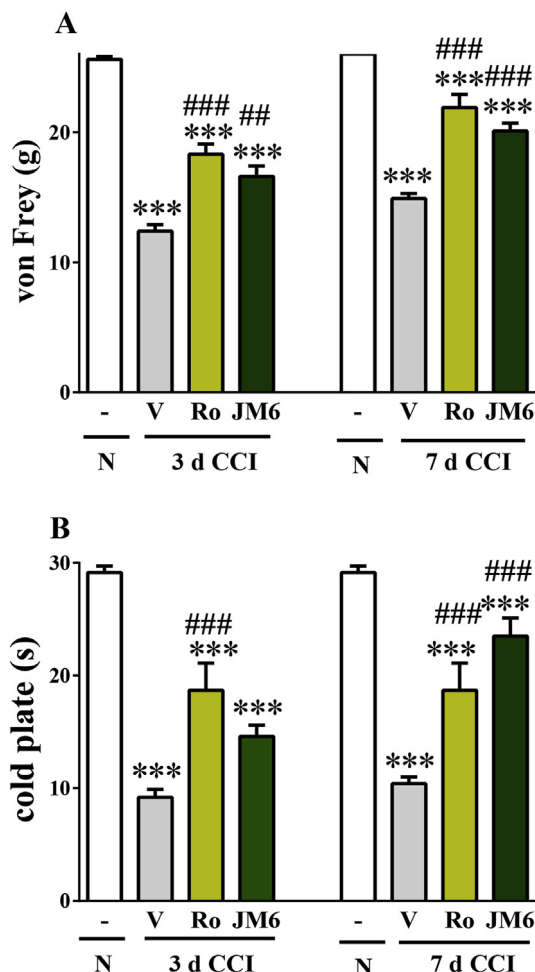 A
von Frey (g)
### ###
### ## *** ***
*** ***
*** ***
20
10
0
- V Ro JM6 - V Ro JM6
N 3 d CCI N 7 d CCI
B
cold plate (s)
30
###
### ### ***
*** ***
***
*** ***
20
10
0
- V Ro JM6 - V Ro JM6
N 3 d CCI N 7 d CCI